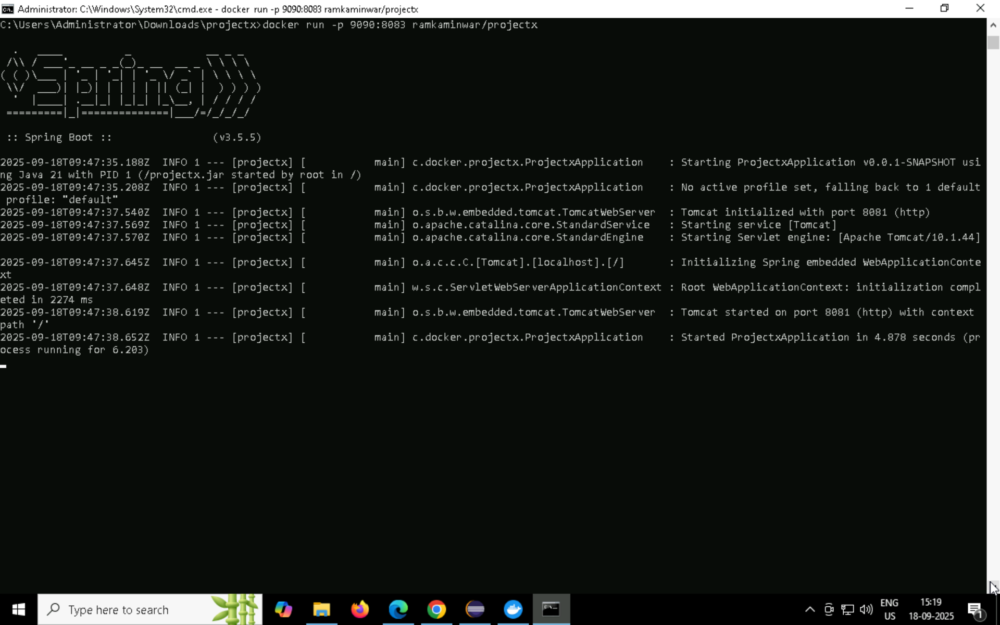 Administrator: C:\Windows\System32\cmd.exe - docker run -p 9090:8083 ramkaminwar/projectx
C:\Users\Administrator\Downloads\projectx>docker run -p 9090:8083 ramkaminwar/projectx
Spring
:: Spring Boot ::                (v3.5.5)
2025-09-18T09:47:35.188Z  INFO 1 --- [projectx] [           main] c.docker.projectx.ProjectxApplication    : Starting ProjectxApplication v0.0.1-SNAPSHOT usi
ng Java 21 with PID 1 (/projectx.jar started by root in /)
2025-09-18T09:47:35.208Z  INFO 1 --- [projectx] [           main] c.docker.projectx.ProjectxApplication    : No active profile set, falling back to 1 default
 profile: "default"
2025-09-18T09:47:37.540Z  INFO 1 --- [projectx] [           main] o.s.b.w.embedded.tomcat.TomcatWebServer  : Tomcat initialized with port 8081 (http)
2025-09-18T09:47:37.569Z  INFO 1 --- [projectx] [           main] o.apache.catalina.core.StandardService   : Starting service [Tomcat]
2025-09-18T09:47:37.570Z  INFO 1 --- [projectx] [           main] o.apache.catalina.core.StandardEngine    : Starting Servlet engine: [Apache Tomcat/10.1.44]
2025-09-18T09:47:37.645Z  INFO 1 --- [projectx] [           main] o.a.c.c.C.[Tomcat].[localhost].[/]       : Initializing Spring embedded WebApplicationConte
xt
2025-09-18T09:47:37.648Z  INFO 1 --- [projectx] [           main] w.s.c.ServletWebServerApplicationContext : Root WebApplicationContext: initialization compl
eted in 2274 ms
2025-09-18T09:47:38.619Z  INFO 1 --- [projectx] [           main] o.s.b.w.embedded.tomcat.TomcatWebServer  : Tomcat started on port 8081 (http) with context
path '/'
2025-09-18T09:47:38.652Z  INFO 1 --- [projectx] [           main] c.docker.projectx.ProjectxApplication    : Started ProjectxApplication in 4.878 seconds (pr
ocess running for 6.203)
Type here to search
ENG
US
15:19
18-09-2025
1